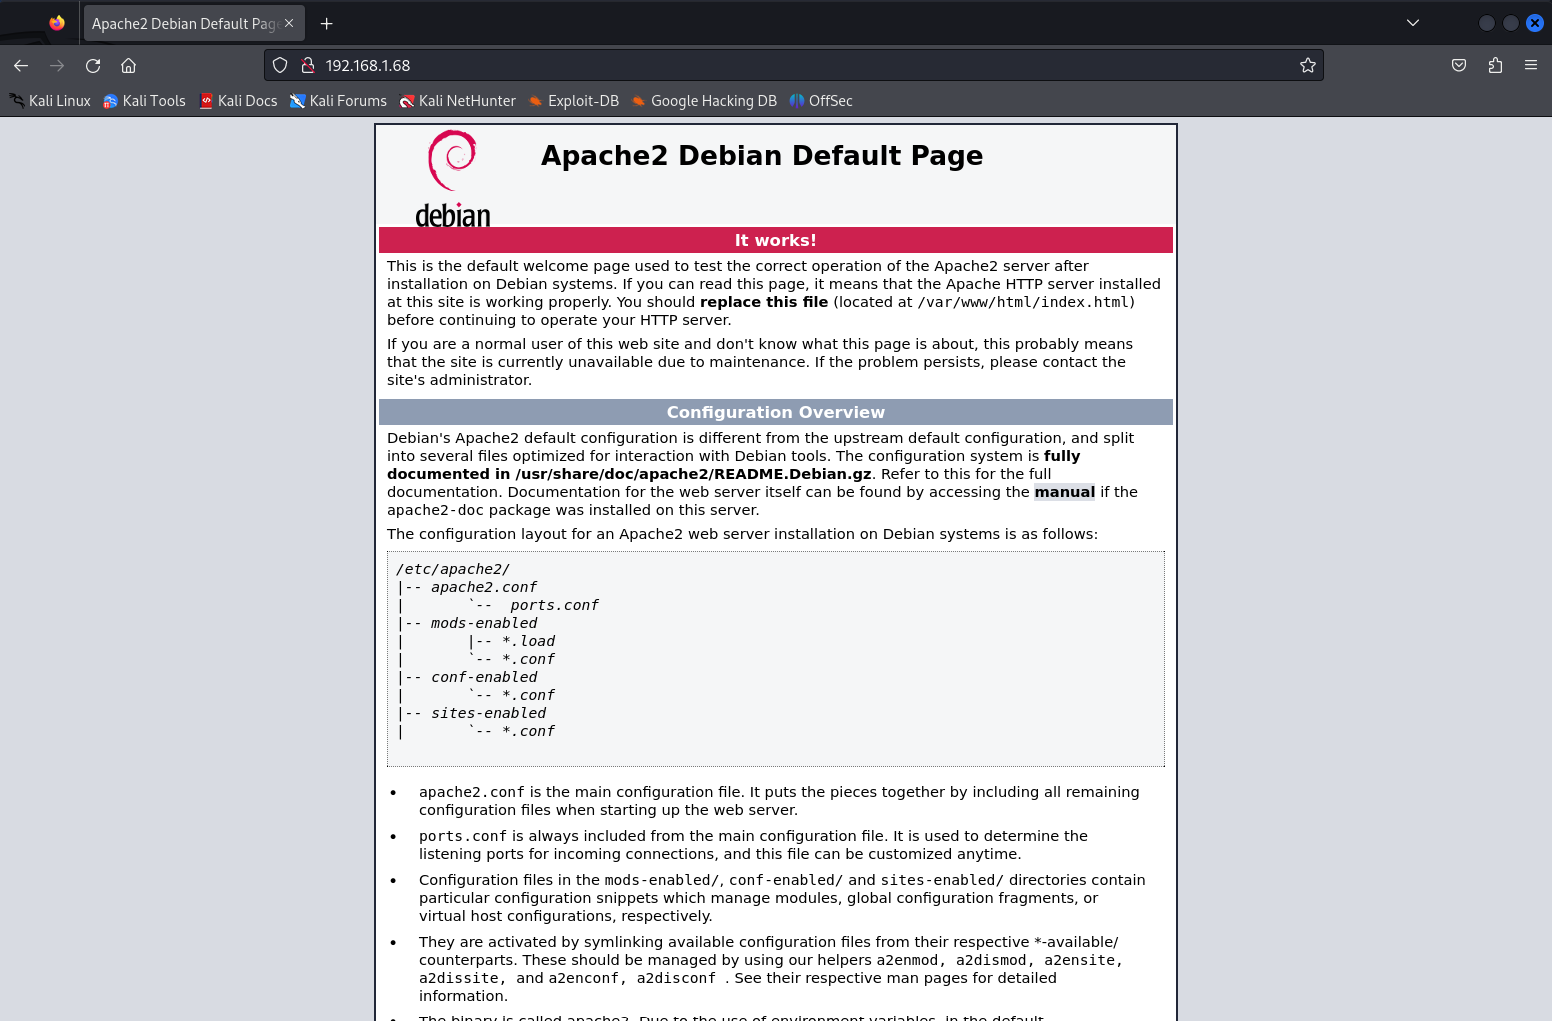 Apache2 Debian Default Pag
192.168.1.68
Kali Linux Kali Tools Kali Docs Kali Forums Kali NetHunter Exploit-DB Google Hacking DB OffSec
debian
Apache2 Debian Default Page
It works!
This is the default welcome page used to test the correct operation of the Apache2 server after
installation on Debian systems. If you can read this page, it means that the Apache HTTP server installed
at this site is working properly. You should replace this file (located at /var/www/html/index.html)
before continuing to operate your HTTP server.
If you are a normal user of this web site and don't know what this page is about, this probably means
that the site is currently unavailable due to maintenance. If the problem persists, please contact the
site's administrator.
Configuration Overview
Debian's Apache2 default configuration is different from the upstream default configuration, and split
into several files optimized for interaction with Debian tools. The configuration system is fully
documented in /usr/share/doc/apache2/README.Debian.gz. Refer to this for the full
documentation. Documentation for the web server itself can be found by accessing the manual if the
apache2-doc package was installed on this server.
The configuration layout for an Apache2 web server installation on Debian systems is as follows:
/etc/apache2/
|-- apache2.conf
|       `--  ports.conf
|-- mods-enabled
|       |-- *.load
|       `-- *.conf
|-- conf-enabled
|       `-- *.conf
|-- sites-enabled
|       `-- *.conf
• apache2.conf is the main configuration file. It puts the pieces together by including all remaining
configuration files when starting up the web server.
• ports.conf is always included from the main configuration file. It is used to determine the
listening ports for incoming connections, and this file can be customized anytime.
• Configuration files in the mods-enabled/, conf-enabled/ and sites-enabled/ directories contain
particular configuration snippets which manage modules, global configuration fragments, or
virtual host configurations, respectively.
• They are activated by symlinking available configuration files from their respective *-available/
counterparts. These should be managed by using our helpers a2enmod, a2dismod, a2ensite,
a2dissite, and a2enconf, a2disconf . See their respective man pages for detailed
information.
• The binary is called apache2. Due to the use of environment variables, in the default